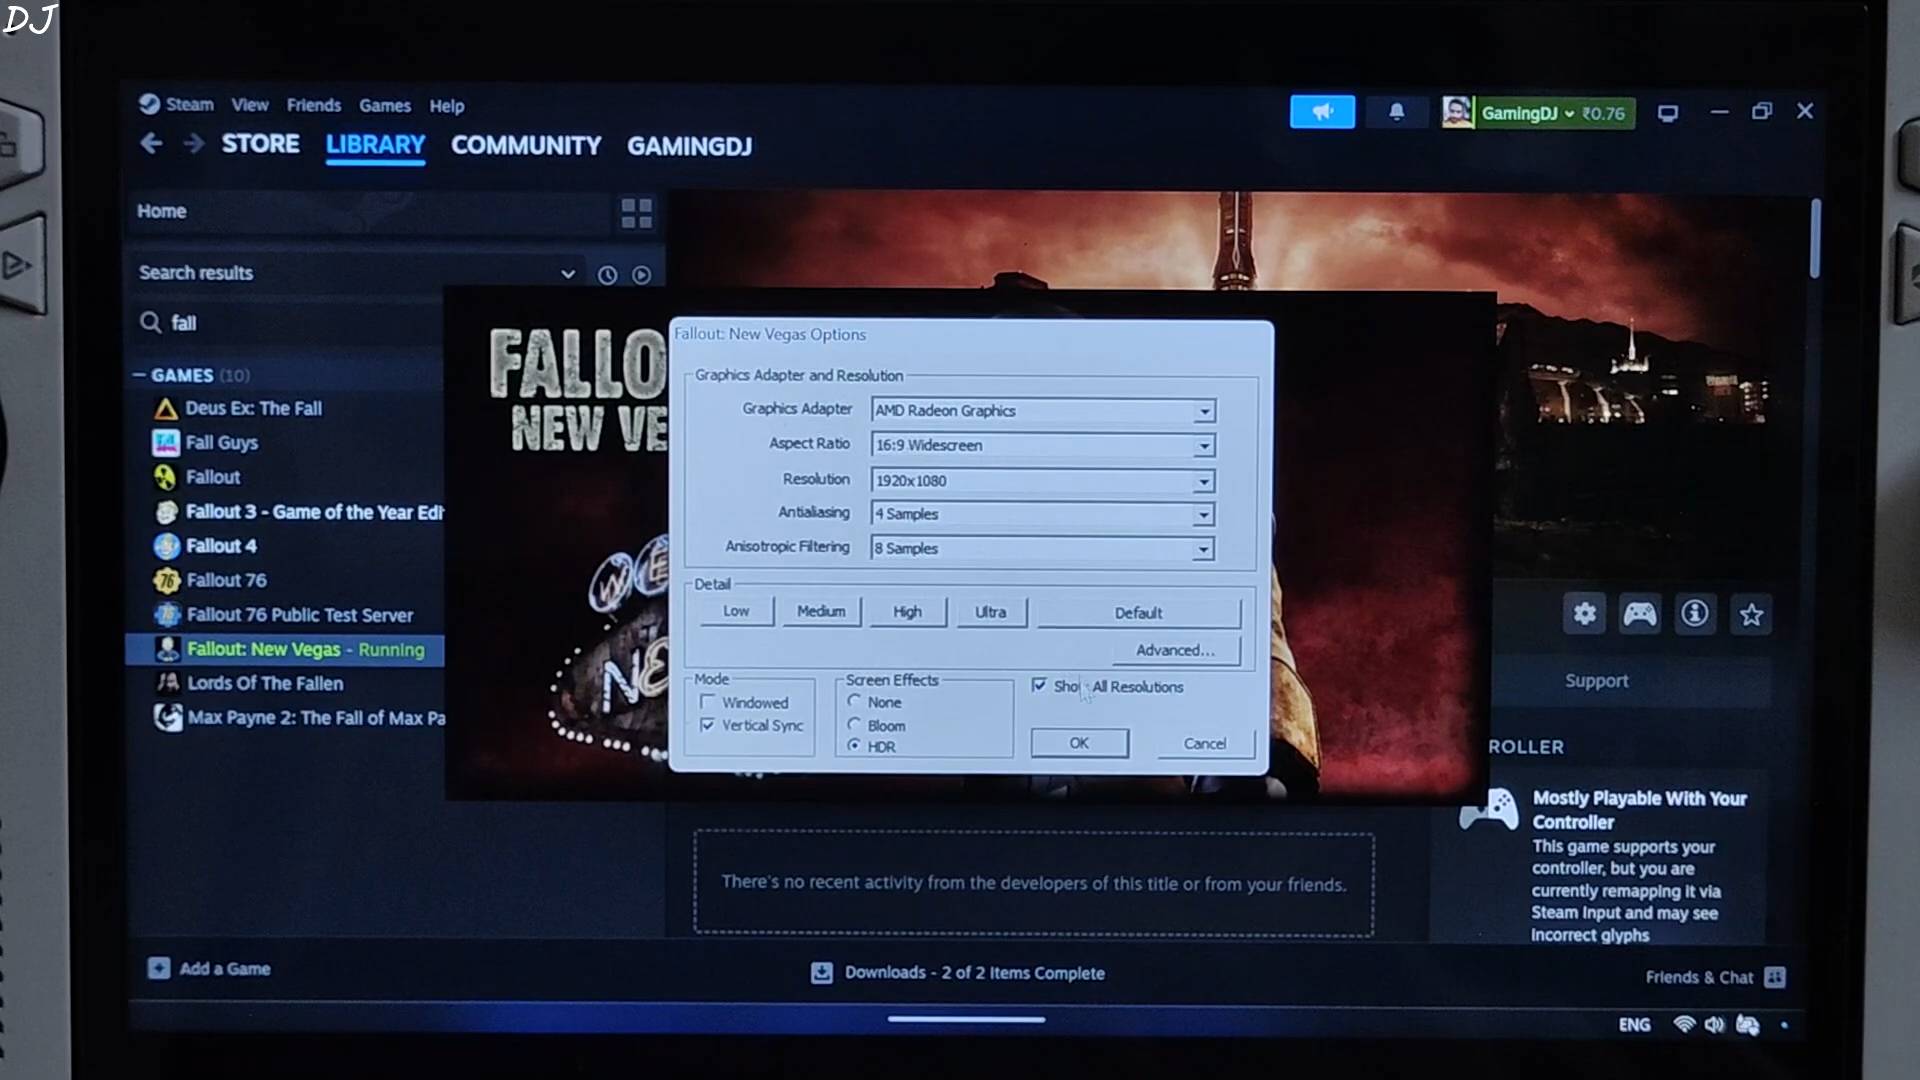 DJ
Steam View Friends Games Help
GamingDJ ₹0.76
STORE LIBRARY COMMUNITY GAMINGDJ
Home
Search results
fall
GAMES (10)
Deus Ex: The Fall
Fall Guys
Fallout
Fallout 3 - Game of the Year Edi
Fallout 4
76 Fallout 76
Fallout 76 Public Test Server
Fallout: New Vegas - Running
Lords Of The Fallen
Max Payne 2: The Fall of Max Pa
FALLO
NEW VE
WE
NE
Fallout: New Vegas Options
Graphics Adapter and Resolution
Graphics Adapter AMD Radeon Graphics
Aspect Ratio 16:9 Widescreen
Resolution 1920x1080
Antialiasing 4 Samples
Anisotropic Filtering 8 Samples
Detail
Low Medium High Ultra Default
Advanced...
Mode
Windowed
Vertical Sync
Screen Effects
None
Bloom
HDR
Sho All Resolutions
OK Cancel
Support
ROLLER
Mostly Playable With Your
Controller
This game supports your
controller, but you are
currently remapping it via
Steam Input and may see
incorrect glyphs
There's no recent activity from the developers of this title or from your friends.
Add a Game
Downloads - 2 of 2 Items Complete
Friends & Chat
ENG